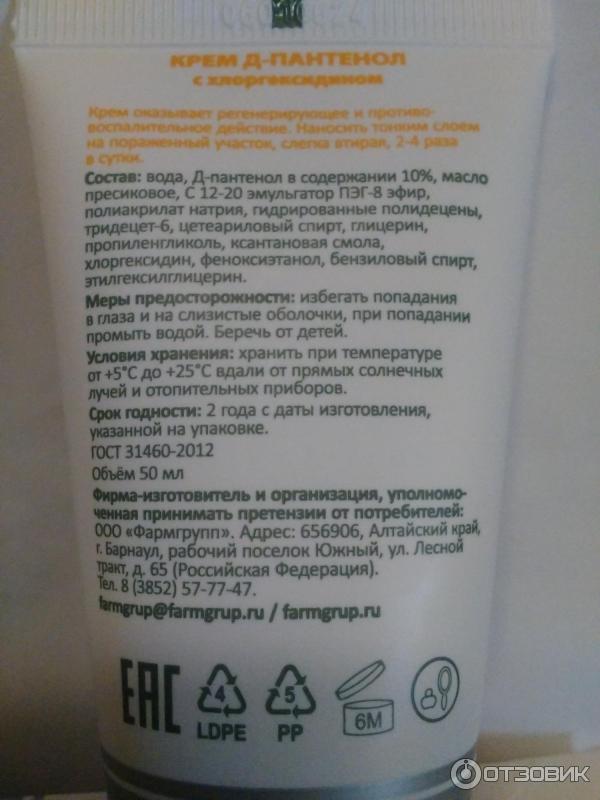 КРЕМ Д-ПАНТЕНОЛ
с хлоргексидином
Крем оказывает регенерирующее и противо-
воспалительное действие. Наносить тонким слоем
на пораженный участок, слегка втирая, 2-4 раза
в сутки.
Состав: вода, Д-пантенол в содержании 10%, масло
пресиковое, С 12-20 эмульгатор ПЭГ-8 эфир,
полиакрилат натрия, гидрированные полидецены,
тридецет-6, цетеариловый спирт, глицерин,
пропиленгликоль, ксантановая смола,
хлоргексидин, феноксиэтанол, бензиловый спирт,
этилгексилглицерин.
Меры предосторожности: избегать попадания
в глаза и на слизистые оболочки, при попадании
промыть водой. Беречь от детей.
Условия хранения: хранить при температуре
от +5°С до +25°С вдали от прямых солнечных
лучей и отопительных приборов.
Срок годности: 2 года с даты изготовления,
указанной на упаковке.
ГОСТ 31460-2012
Объём 50 мл
Фирма-изготовитель и организация, уполномо-
ченная принимать претензии от потребителей:
ООО «Фармгрупп». Адрес: 656906, Алтайский край,
г. Барнаул, рабочий поселок Южный, ул. Лесной
тракт, д. 65 (Российская Федерация).
Тел. 8 (3852) 57-77-47.
farmgrup@farmgrup.ru / farmgrup.ru
EAC 4 5 6M
LDPE PP
ОТЗОВИК